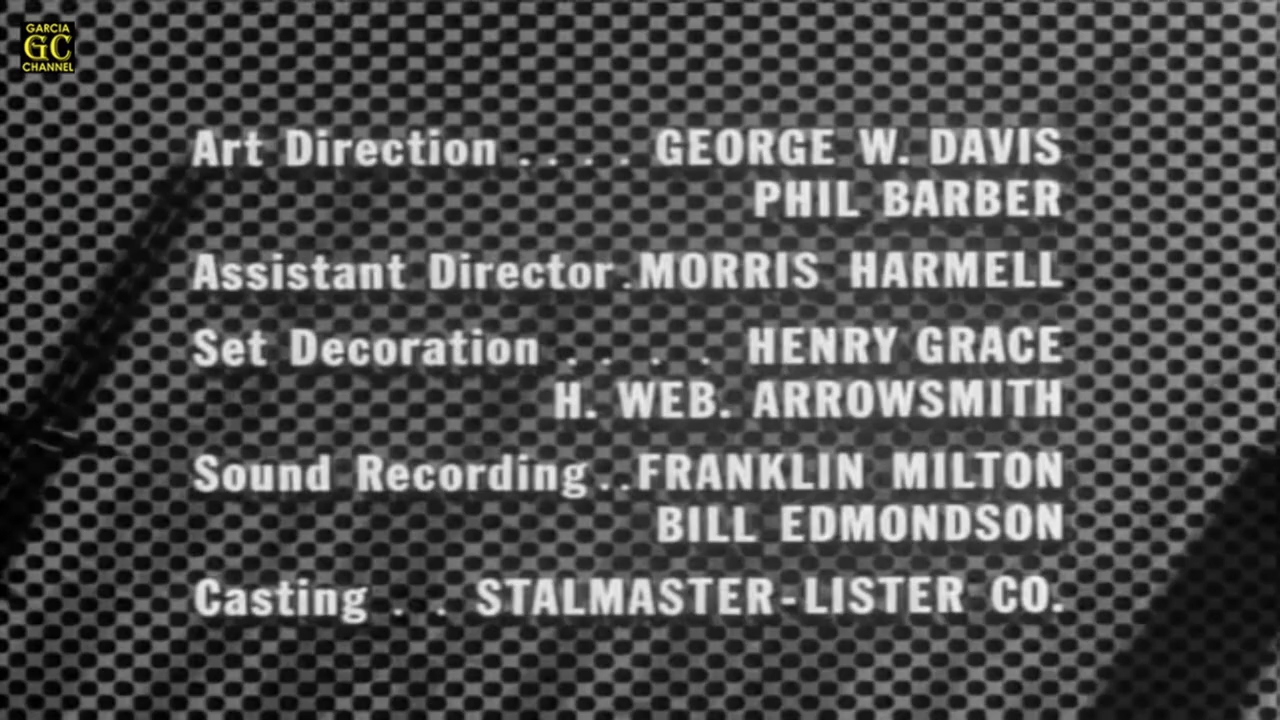 GARCIA
GC
CHANNEL
Art Direction . . . . GEORGE W. DAVIS
PHIL BARBER
Assistant Director . MORRIS HARMELL
Set Decoration . . . . HENRY GRACE
H. WEB. ARROWSMITH
Sound Recording . . FRANKLIN MILTON
BILL EDMONDSON
Casting . . STALMASTER-LISTER CO.